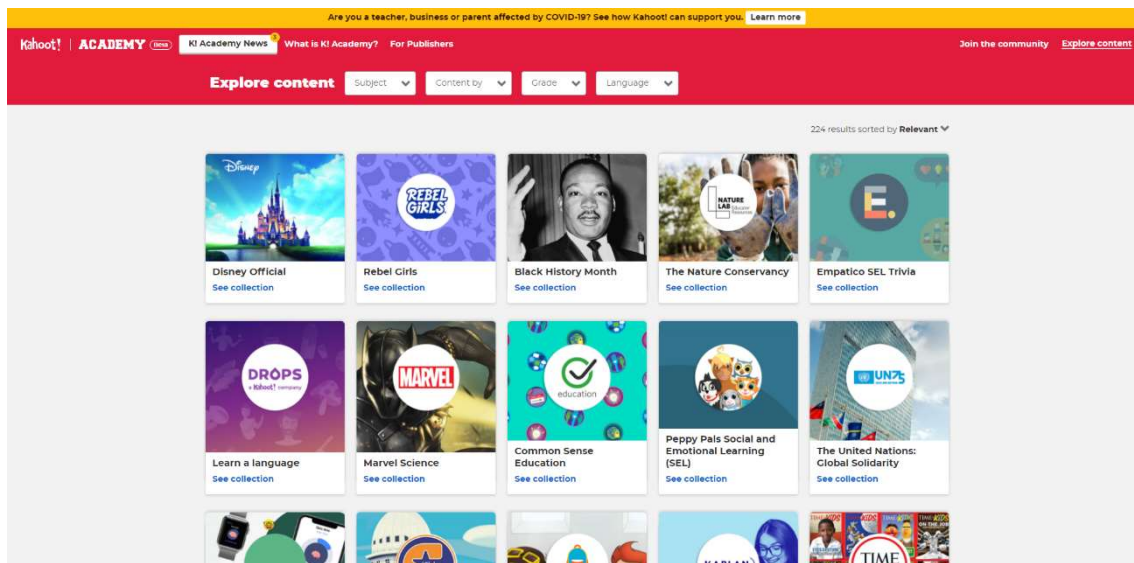 Are you a teacher, business or parent affected by COVID-19? See how Kahoot! can support you. Learn more
Kahoot! ACADEMY Beta K! Academy News What is K! Academy? For Publishers Join the community Explore content
Explore content Subject Content by Grade Language
224 results sorted by Relevant
Disney
REBEL GIRLS
NATURE LAB Educator Resources
E.
Disney Official
Rebel Girls
Black History Month
The Nature Conservancy
Empatico SEL Trivia
See collection
See collection
See collection
See collection
See collection
DROPS
a Kahoot! company
MARVEL
education
UN75
Learn a language
Marvel Science
Common Sense
Education
Peppy Pals Social and
Emotional Learning
(SEL)
The United Nations:
Global Solidarity
See collection
See collection
See collection
See collection
See collection
KAPLAN
TIME